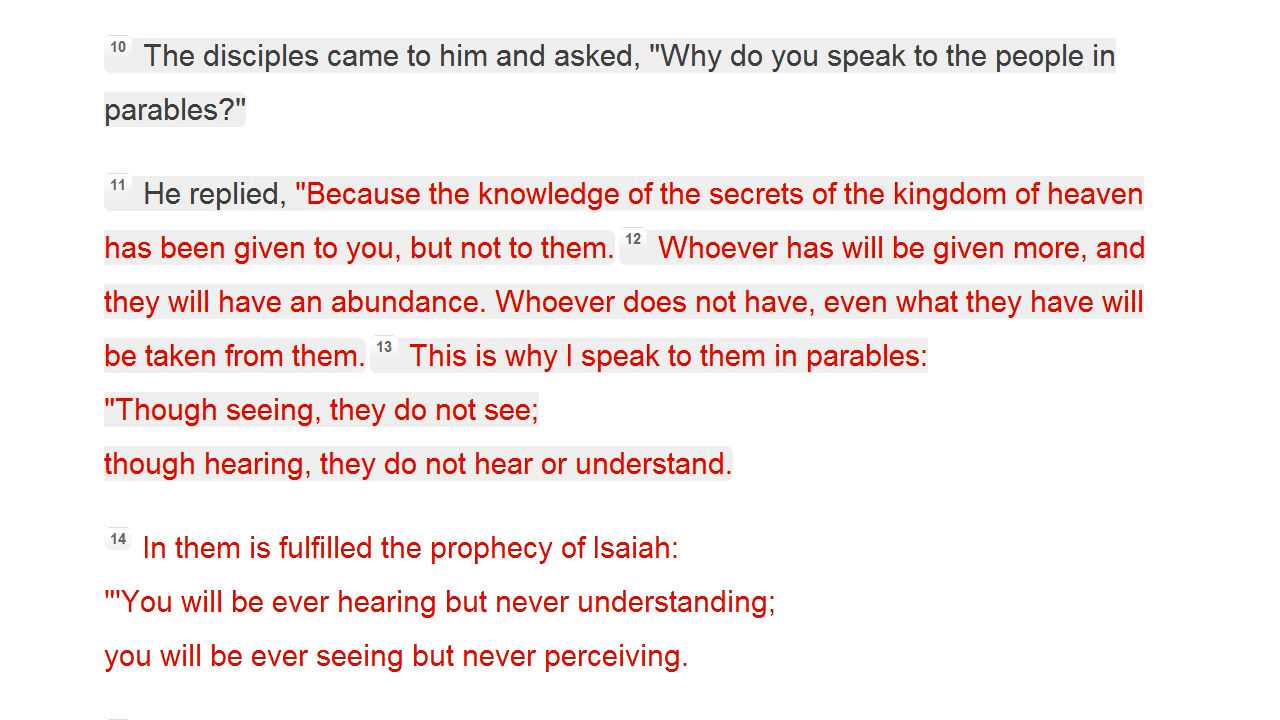 10 The disciples came to him and asked, "Why do you speak to the people in
parables?"
11 He replied, "Because the knowledge of the secrets of the kingdom of heaven
has been given to you, but not to them. 12 Whoever has will be given more, and
they will have an abundance. Whoever does not have, even what they have will
be taken from them. 13 This is why I speak to them in parables:
"Though seeing, they do not see;
though hearing, they do not hear or understand.
14 In them is fulfilled the prophecy of Isaiah:
"'You will be ever hearing but never understanding;
you will be ever seeing but never perceiving.